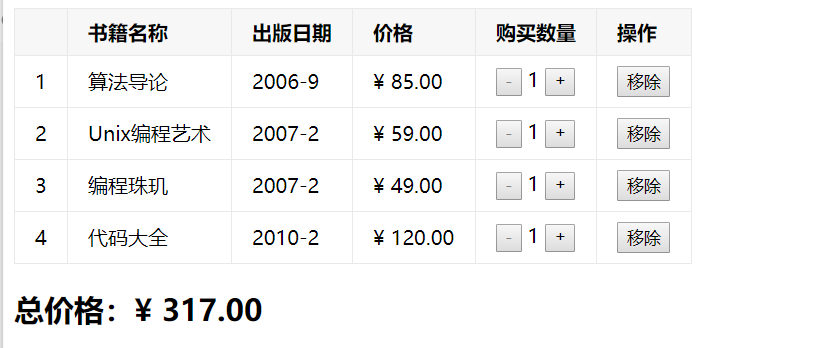 书籍名称 出版日期 价格 购买数量 操作
1 算法导论 2006-9 ¥ 85.00 - 1 + 移除
2 Unix编程艺术 2007-2 ¥ 59.00 - 1 + 移除
3 编程珠玑 2007-2 ¥ 49.00 - 1 + 移除
4 代码大全 2010-2 ¥ 120.00 - 1 + 移除
总价格：¥ 317.00